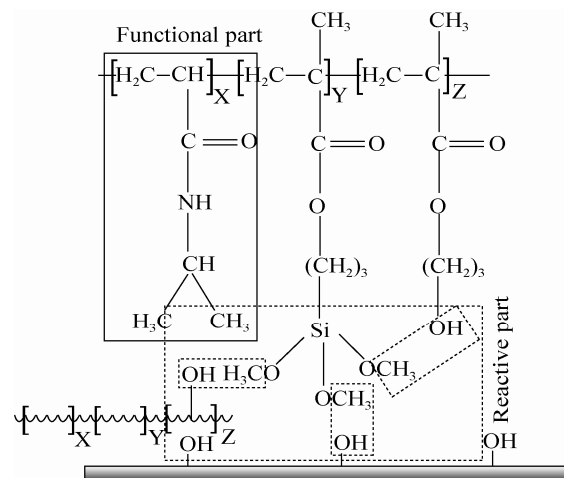 Functional part
CH₃ CH₃
[H₂C—CH]X [H₂C—C]Y [H₂C—C]Z
C=O C=O C=O
NH O O
CH (CH₂)₃ (CH₂)₃
H₃C CH₃ Si OH
OH H₃CO OCH₃ OCH₃
[ ]X[ ]Y[ ]Z
OH OH OH
Reactive part